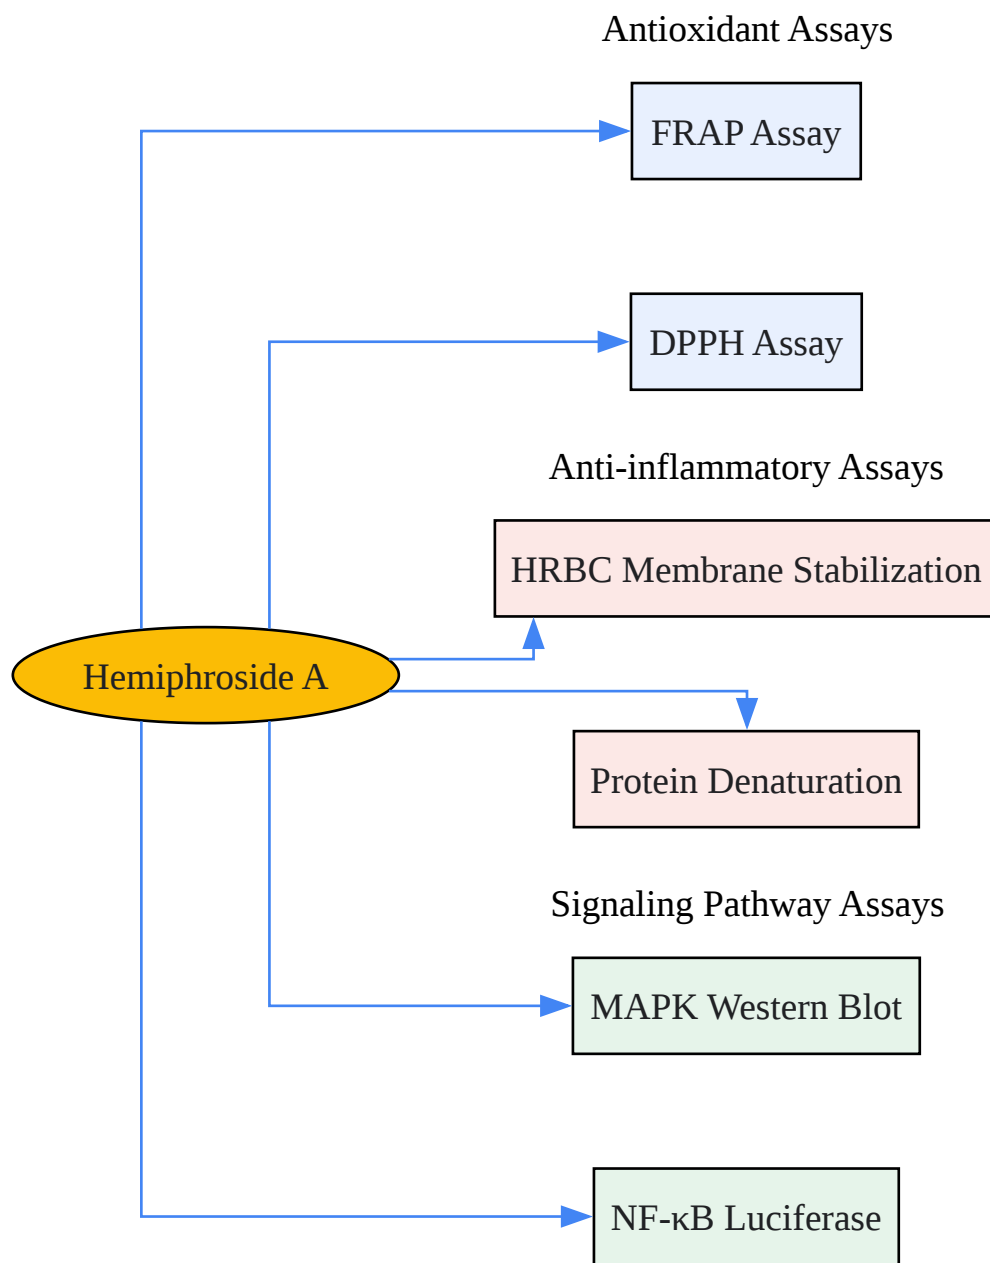 Antioxidant Assays
FRAP Assay
DPPH Assay
Anti-inflammatory Assays
HRBC Membrane Stabilization
Hemiphroside A
Protein Denaturation
Signaling Pathway Assays
MAPK Western Blot
NF-κB Luciferase